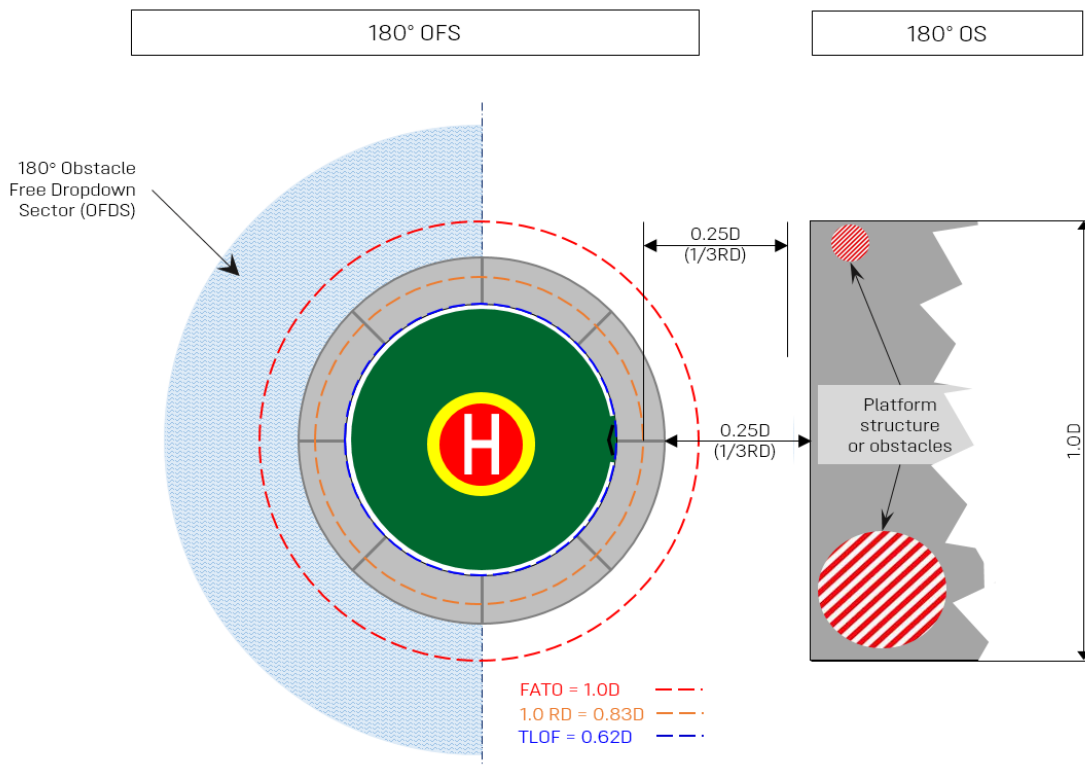 180° OFS
180° OS
180° Obstacle
Free Dropdown
Sector (OFDS)
0.25D
(1/3RD)
H
0.25D
(1/3RD)
Platform
structure
or obstacles
1.0D
FATO = 1.0D
1.0 RD = 0.83D
TLOF = 0.62D